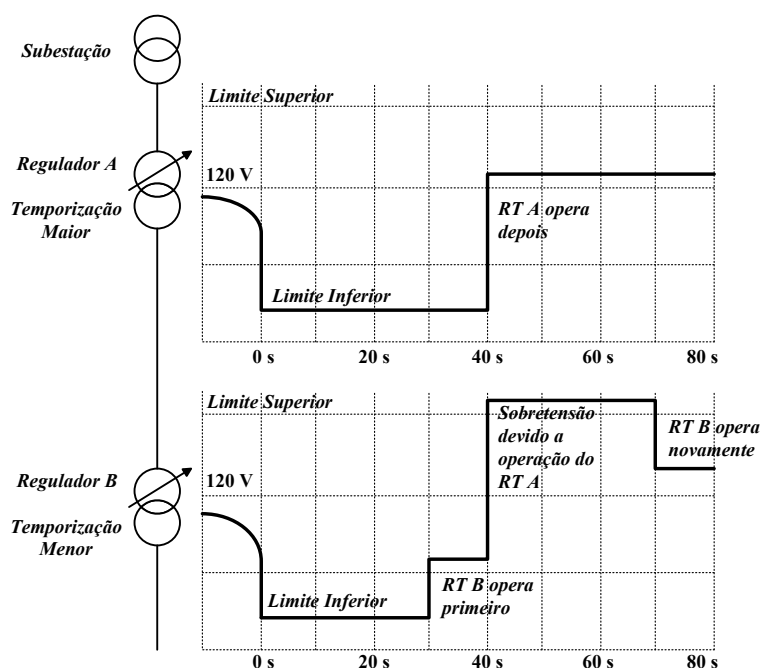 Subestação
Limite Superior
Regulador A
120 V
Temporização
Maior
RT A opera
depois
Limite Inferior
0 s 20 s 40 s 60 s 80 s
Limite Superior
Sobretensão
devido a
operação do
RT A
RT B opera
novamente
Regulador B
120 V
Temporização
Menor
Limite Inferior
RT B opera
primeiro
0 s 20 s 40 s 60 s 80 s